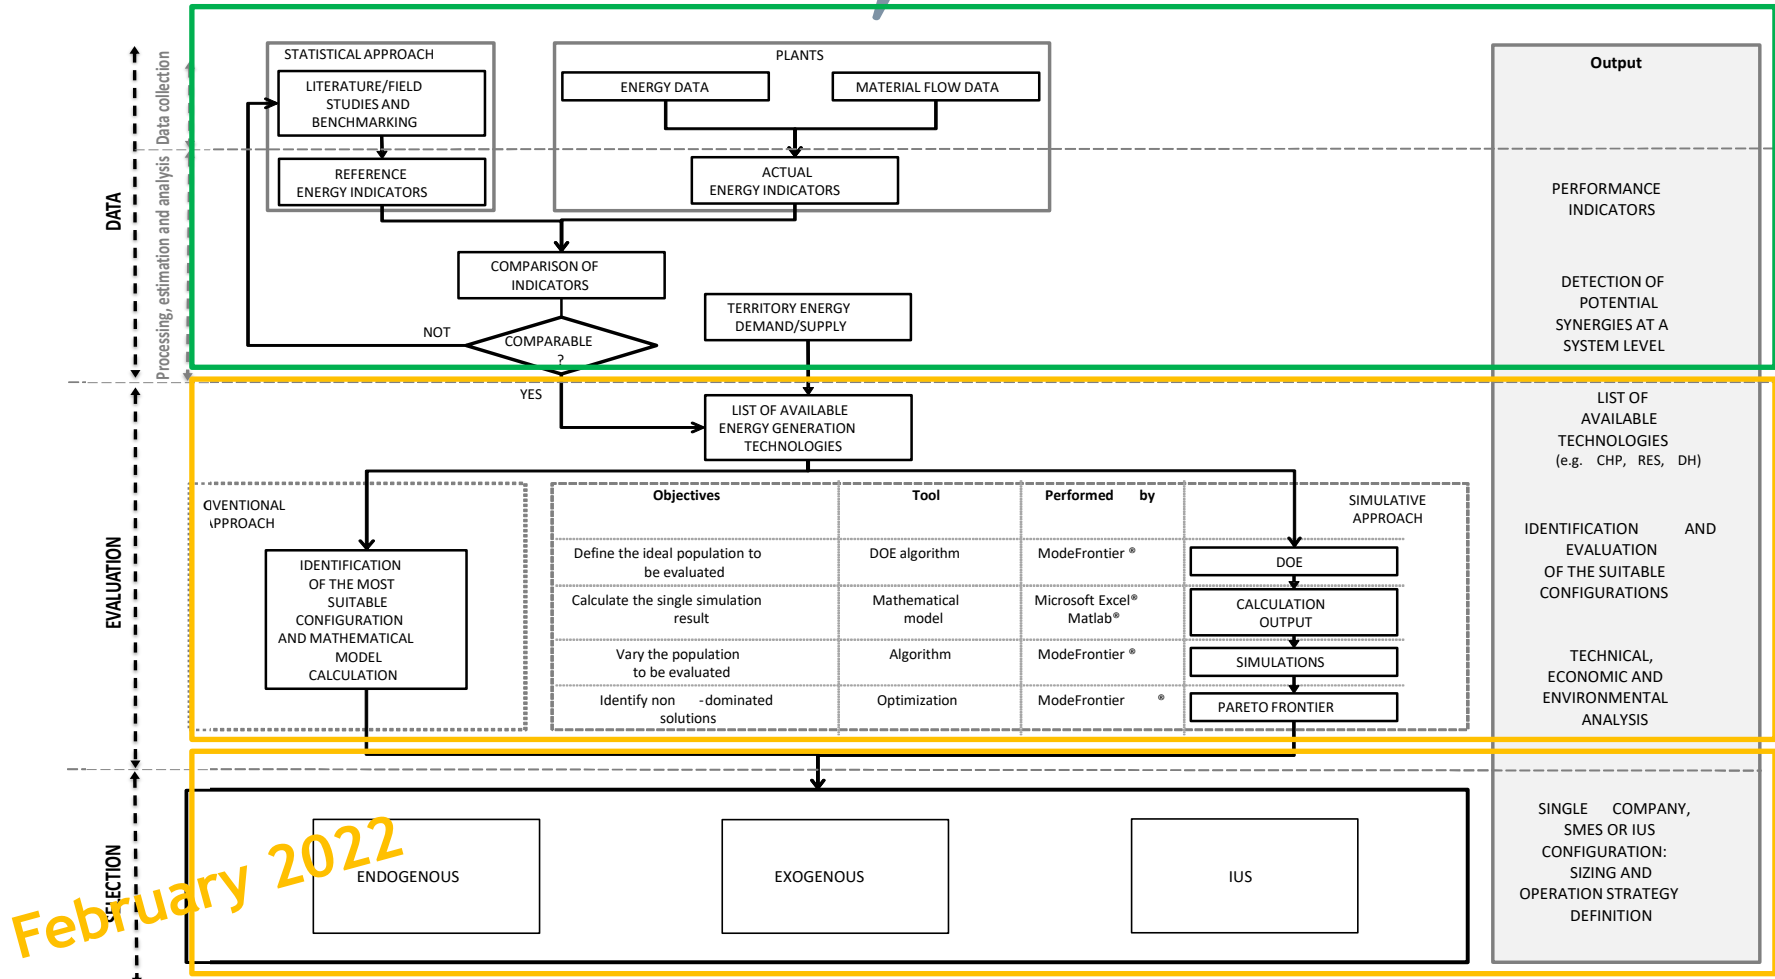 STATISTICAL APPROACH
PLANTS
Output
LITERATURE/FIELD
STUDIES AND
BENCHMARKING
ENERGY DATA
MATERIAL FLOW DATA
Data collection
Processing, estimation and analysis
DATA
REFERENCE
ENERGY INDICATORS
ACTUAL
ENERGY INDICATORS
PERFORMANCE
INDICATORS
COMPARISON OF
INDICATORS
DETECTION OF
POTENTIAL
SYNERGIES AT A
SYSTEM LEVEL
TERRITORY ENERGY
DEMAND/SUPPLY
NOT
COMPARABLE
?
YES
LIST OF AVAILABLE
ENERGY GENERATION
TECHNOLOGIES
LIST OF
AVAILABLE
TECHNOLOGIES
(e.g. CHP, RES, DH)
EVALUATION
OVENTIONAL
APPROACH
IDENTIFICATION
OF THE MOST
SUITABLE
CONFIGURATION
AND MATHEMATICAL
MODEL
CALCULATION
Objectives Tool Performed by
SIMULATIVE
APPROACH
Define the ideal population to
be evaluated
DOE algorithm
ModeFrontier ®
DOE
Calculate the single simulation
result
Mathematical
model
Microsoft Excel®
Matlab®
CALCULATION
OUTPUT
Vary the population
to be evaluated
Algorithm
ModeFrontier ®
SIMULATIONS
Identify non -dominated
solutions
Optimization
ModeFrontier ®
PARETO FRONTIER
IDENTIFICATION AND
EVALUATION
OF THE SUITABLE
CONFIGURATIONS
TECHNICAL,
ECONOMIC AND
ENVIRONMENTAL
ANALYSIS
SELECTION
ENDOGENOUS
EXOGENOUS
IUS
SINGLE COMPANY,
SMES OR IUS
CONFIGURATION:
SIZING AND
OPERATION STRATEGY
DEFINITION
February 2022